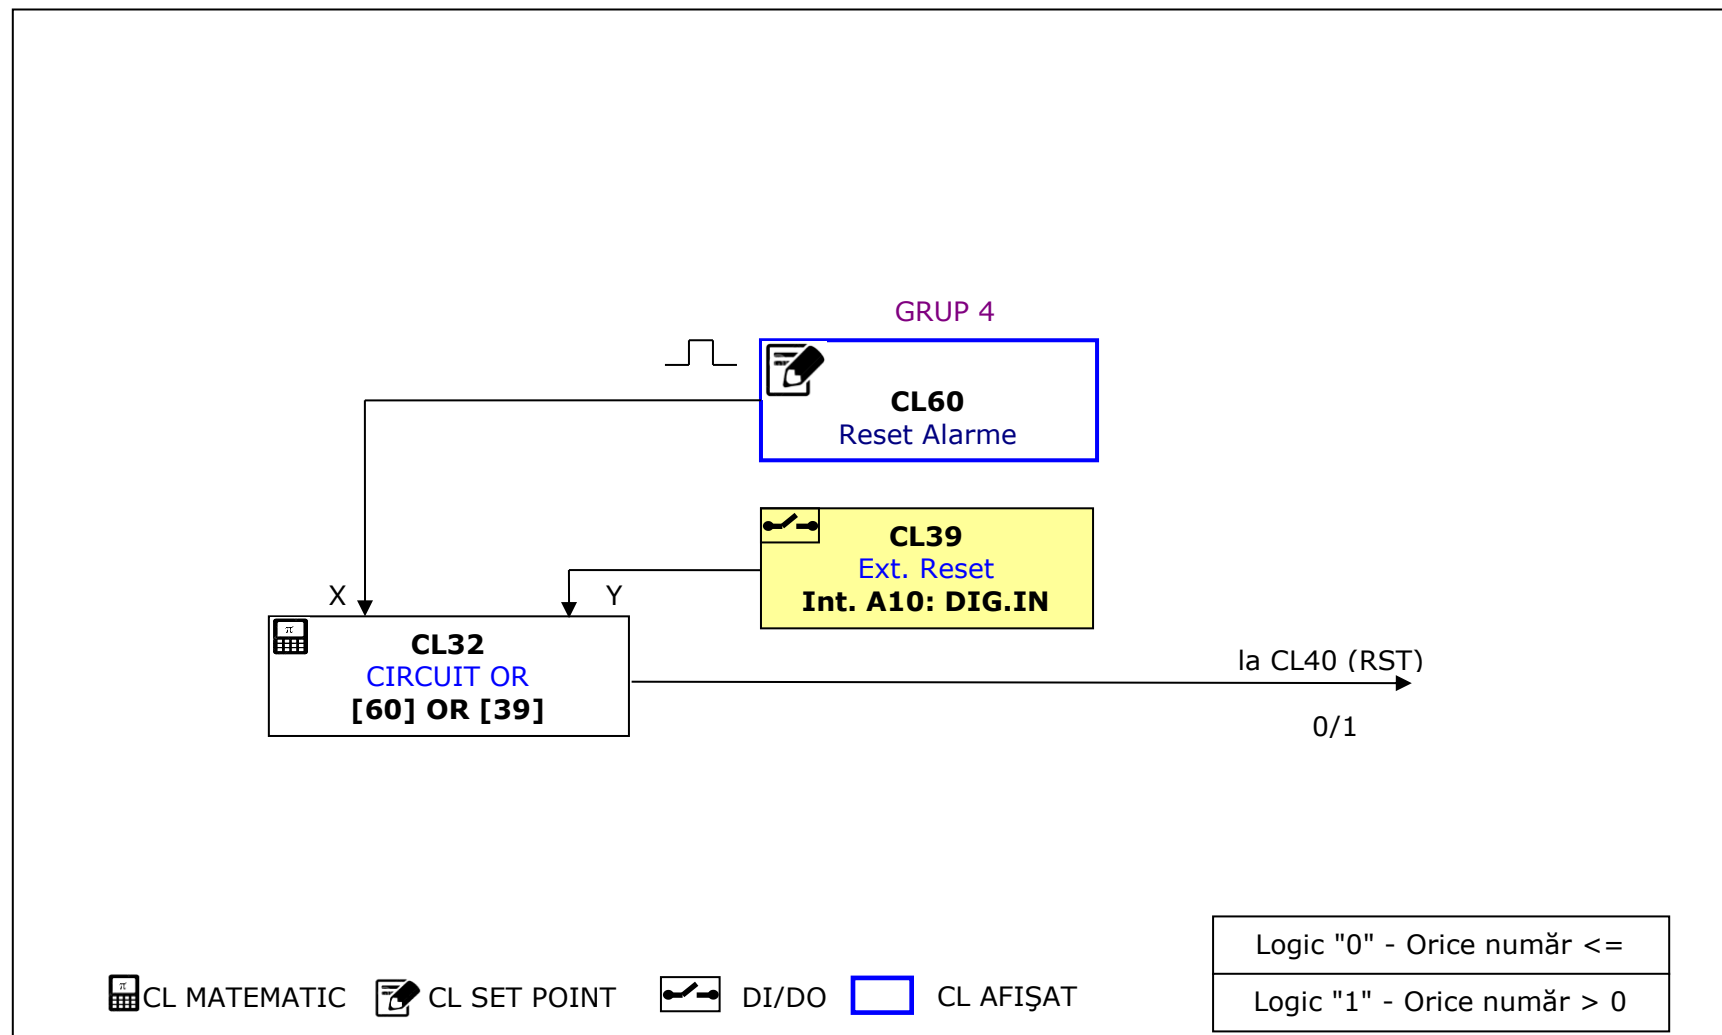 GRUP 4
CL60
Reset Alarme
CL39
Ext. Reset
Int. A10: DIG.IN
X
Y
π
CL32
CIRCUIT OR
[60] OR [39]
la CL40 (RST)
0/1
Logic "0" - Orice număr <=
Logic "1" - Orice număr > 0
π
CL MATEMATIC
CL SET POINT
DI/DO
CL AFIŞAT